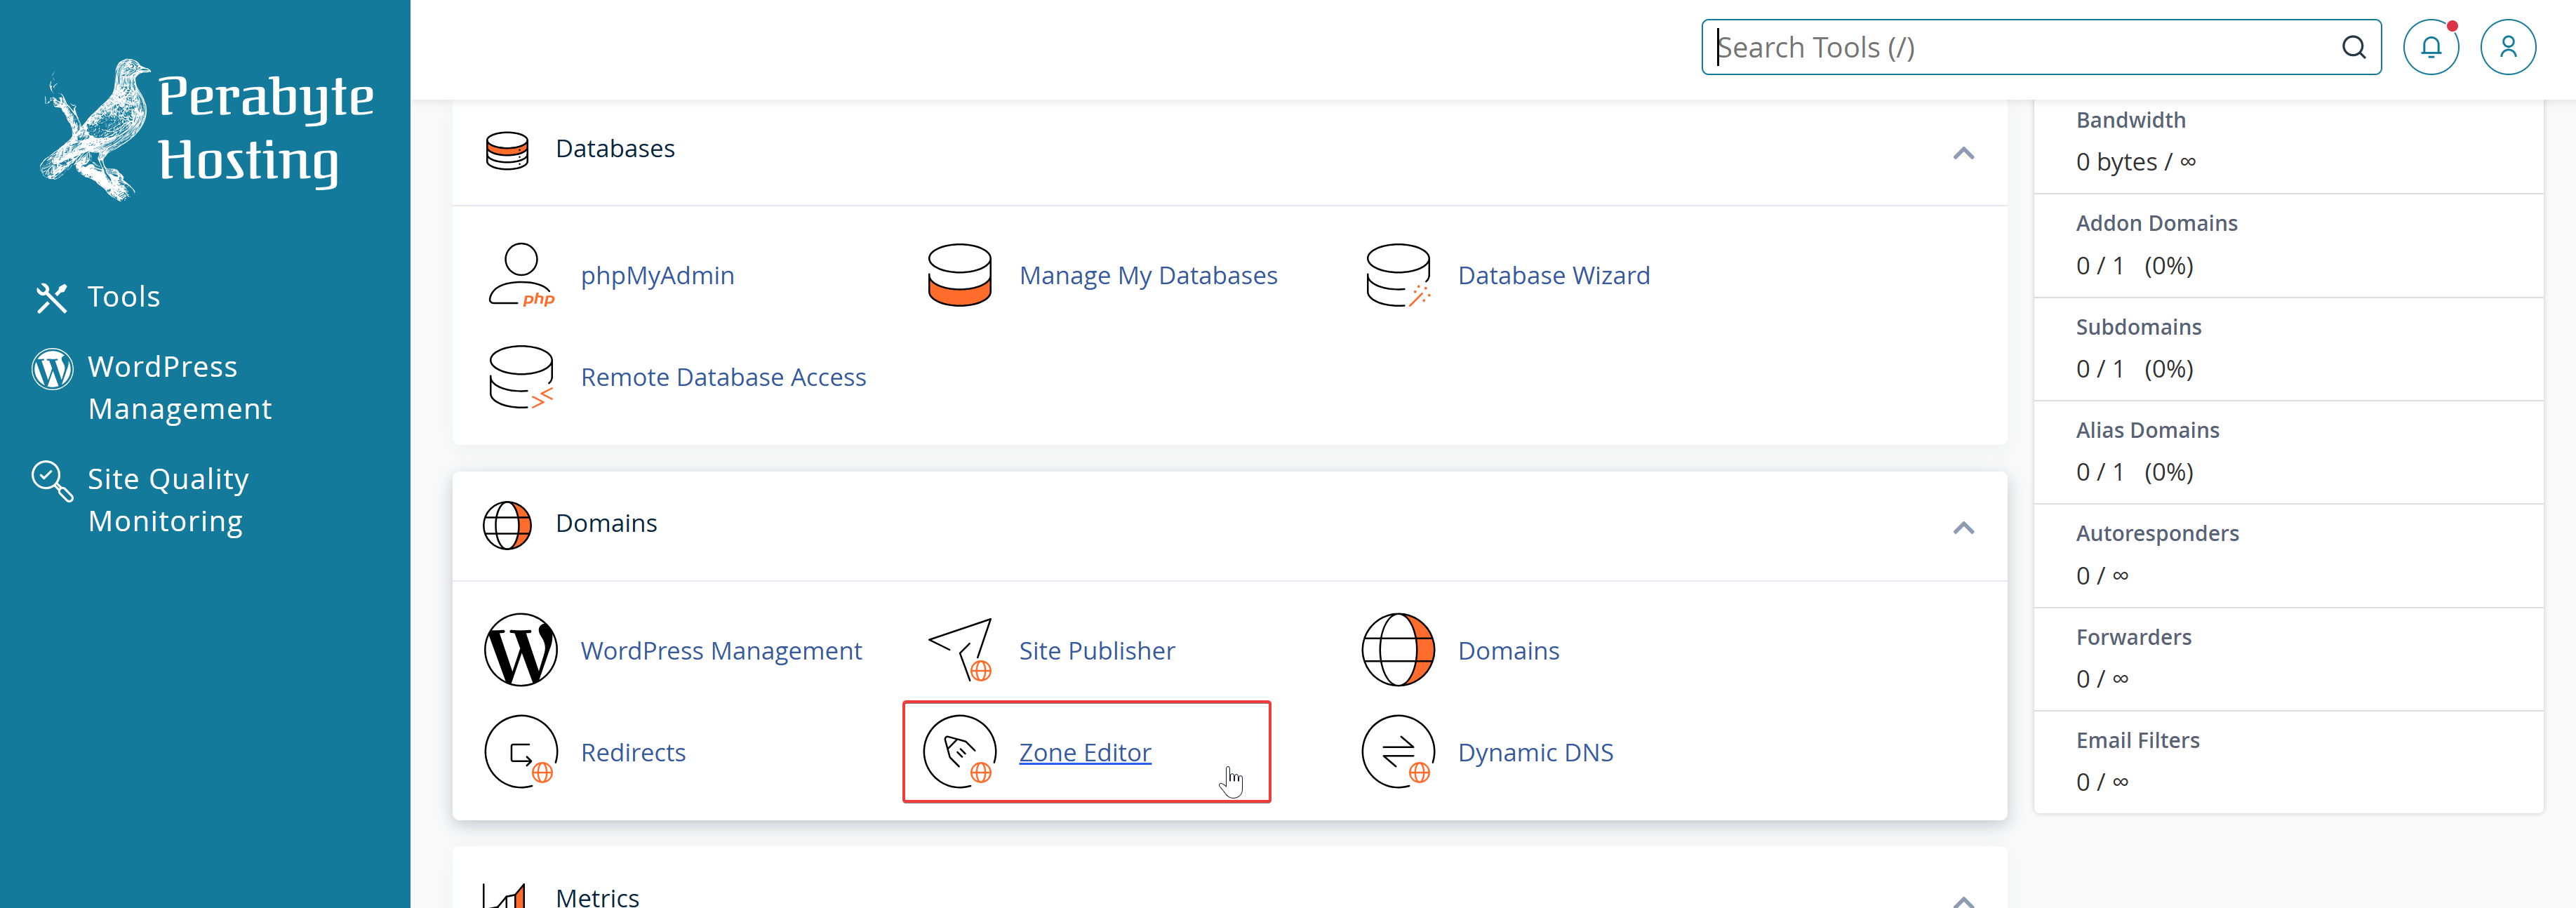 Perabyte
Hosting
Tools
WordPress
Management
Site Quality
Monitoring
Search Tools (/)
Databases
phpMyAdmin
php
Manage My Databases
Database Wizard
Remote Database Access
Domains
WordPress Management
Site Publisher
Domains
Redirects
Zone Editor
Dynamic DNS
Metrics
Bandwidth
0 bytes / ∞
Addon Domains
0 / 1 (0%)
Subdomains
0 / 1 (0%)
Alias Domains
0 / 1 (0%)
Autoresponders
0 / ∞
Forwarders
0 / ∞
Email Filters
0 / ∞